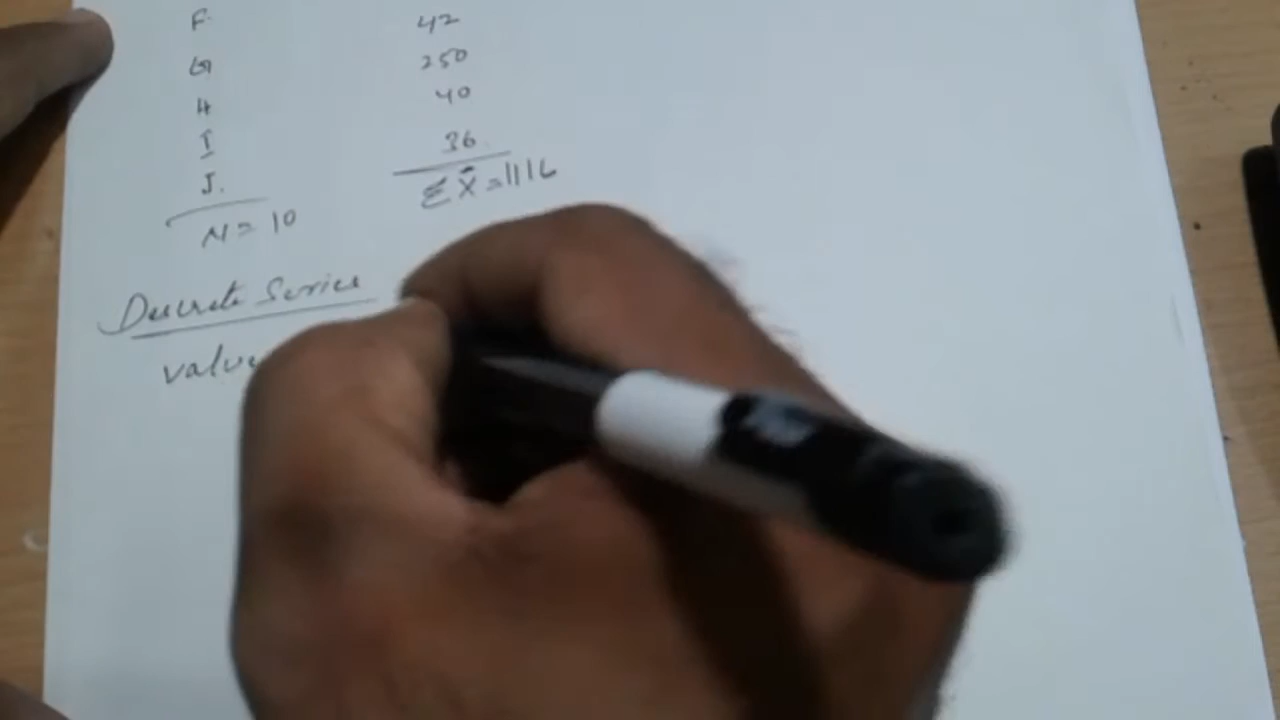 F 42
G 250
H 40
I 36
J. ΣX̄=1116
N = 10
Discrete Series
value